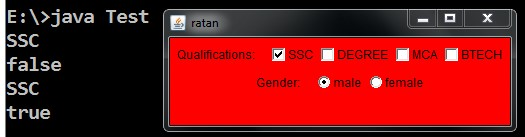 E:\>java Test
SSC
false
SSC
true
ratan
Qualifications: SSC DEGREE MCA BTECH
Gender: male female